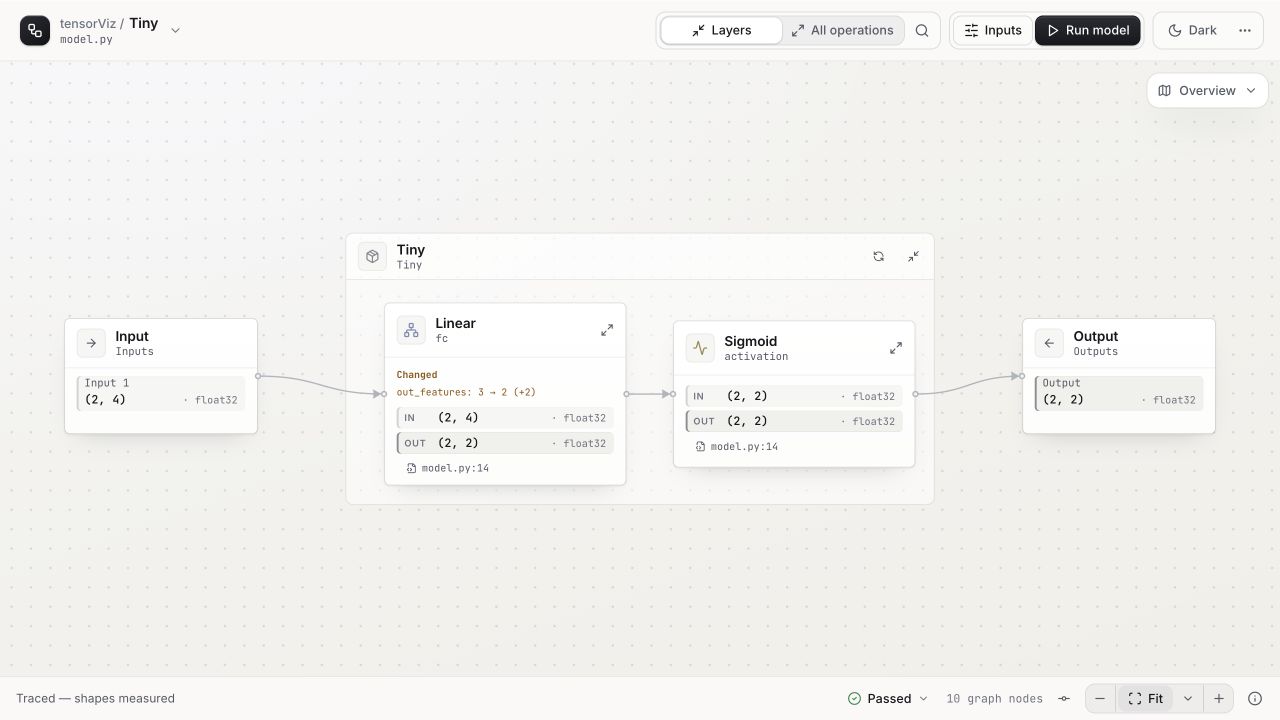 tensorViz / Tiny
model.py
Layers
All operations
Inputs
Run model
Dark
Overview
Tiny
Tiny
Input
Inputs
Input 1
(2, 4) · float32
Linear
fc
Changed
out_features: 3 → 2 (+2)
IN (2, 4) · float32
OUT (2, 2) · float32
model.py:14
Sigmoid
activation
IN (2, 2) · float32
OUT (2, 2) · float32
model.py:14
Output
Outputs
Output
(2, 2) · float32
Traced — shapes measured
Passed
10 graph nodes
Fit